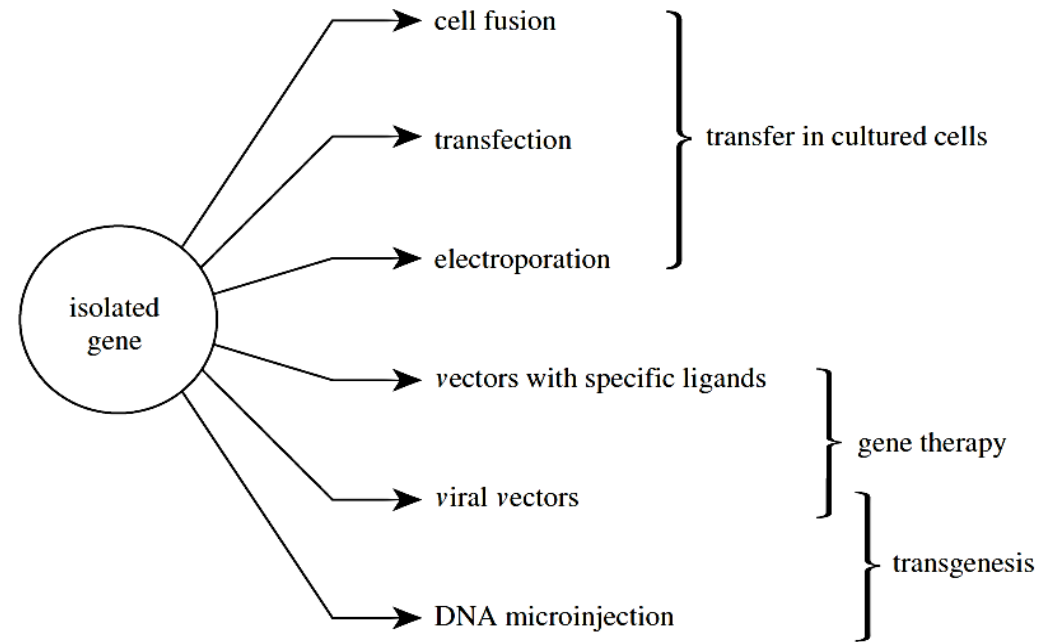 cell fusion
transfection
transfer in cultured cells
electroporation
isolated
gene
vectors with specific ligands
gene therapy
viral vectors
transgenesis
DNA microinjection